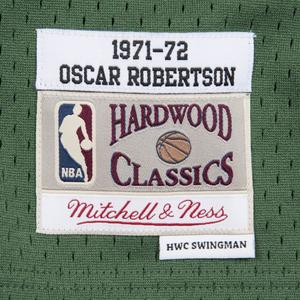 1971-72
OSCAR ROBERTSON
NBA
HARDWOOD
CLASSICS
Mitchell & Ness
HWC SWINGMAN